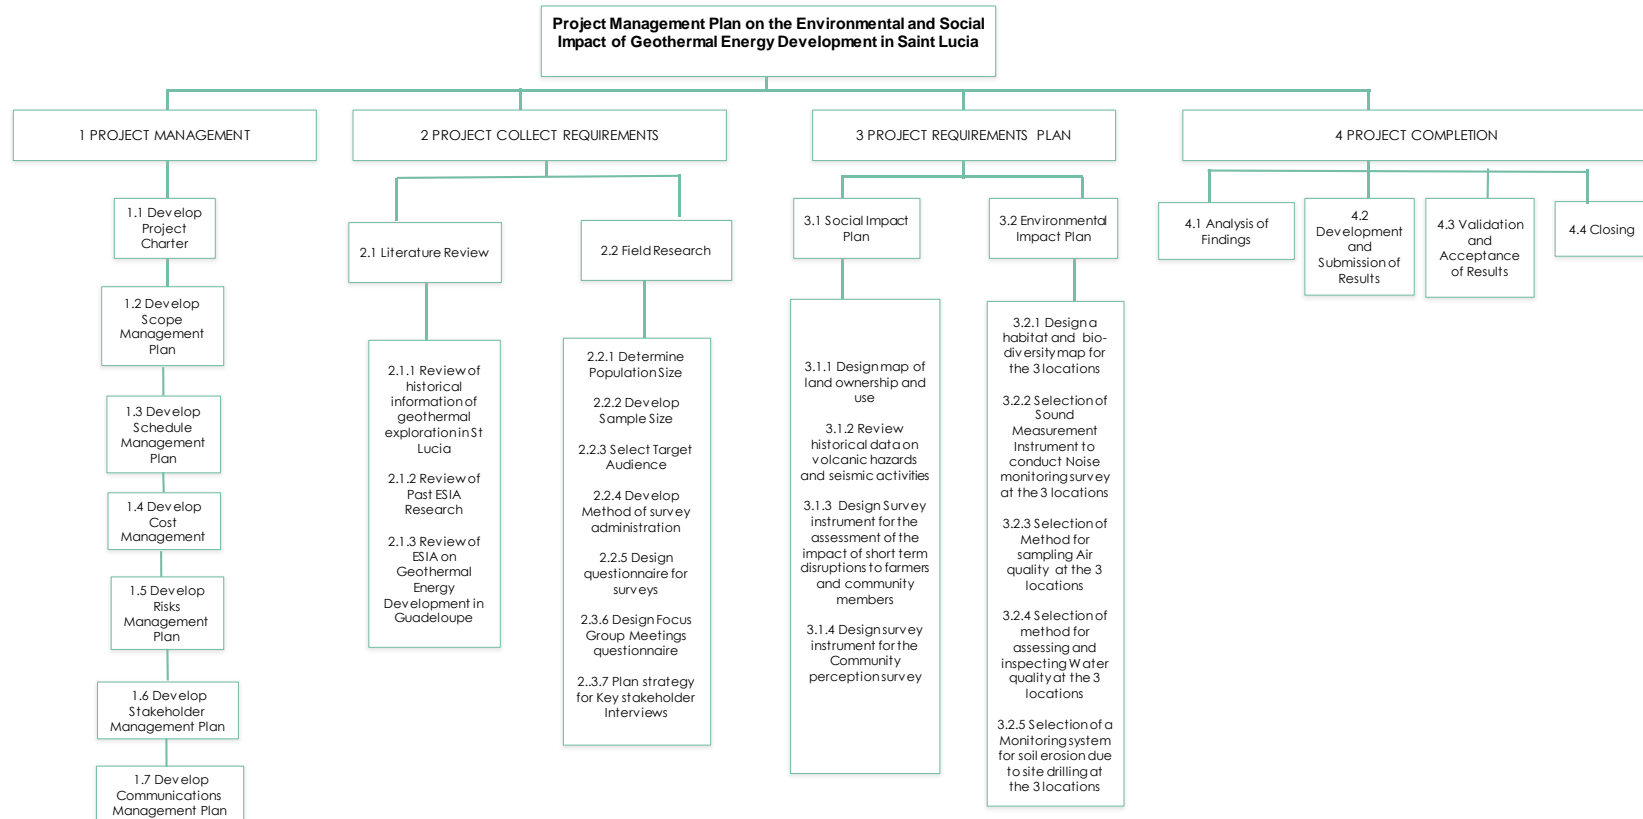 Project Management Plan on the Environmental and Social
Impact of Geothermal Energy Development in Saint Lucia
1 PROJECT MANAGEMENT
1.1 Develop
Project
Charter
1.2 Develop
Scope
Management
Plan
1.3 Develop
Schedule
Management
Plan
1.4 Develop
Cost
Management
1.5 Develop
Risks
Management
Plan
1.6 Develop
Stakeholder
Management Plan
1.7 Develop
Communications
Management Plan
2 PROJECT COLLECT REQUIREMENTS
2.1 Literature Review
2.1.1 Review of
historical
information of
geothermal
exploration in St
Lucia
2.1.2 Review of
Past ESIA
Research
2.1.3 Review of
ESIA on
Geothermal
Energy
Development in
Guadeloupe
2.2 Field Research
2.2.1 Determine
Population Size
2.2.2 Develop
Sample Size
2.2.3 Select Target
Audience
2.2.4 Develop
Method of survey
administration
2.2.5 Design
questionnaire for
surveys
2.3.6 Design Focus
Group Meetings
questionnaire
2..3.7 Plan strategy
for Key stakeholder
Interviews
3 PROJECT REQUIREMENTS PLAN
3.1 Social Impact
Plan
3.1.1 Design map of
land ownership and
use
3.1.2 Review
historical data on
volcanic hazards
and seismic activities
3.1.3 Design Survey
instrument for the
assessment of the
impact of short term
disruptions to farmers
and community
members
3.1.4 Design survey
instrument for the
Community
perception survey
3.2 Environmental
Impact Plan
3.2.1 Design a
habitat and bio-
diversity map for
the 3 locations
3.2.2 Selection of
Sound
Measurement
Instrument to
conduct Noise
monitoring survey
at the 3 locations
3.2.3 Selection of
Method for
sampling Air
quality at the 3
locations
3.2.4 Selection of
method for
assessing and
inspecting Water
quality at the 3
locations
3.2.5 Selection of a
Monitoring system
for soil erosion due
to site drilling at
the 3 locations
4 PROJECT COMPLETION
4.1 Analysis of
Findings
4.2
Development
and
Submission of
Results
4.3 Validation
and
Acceptance
of Results
4.4 Closing